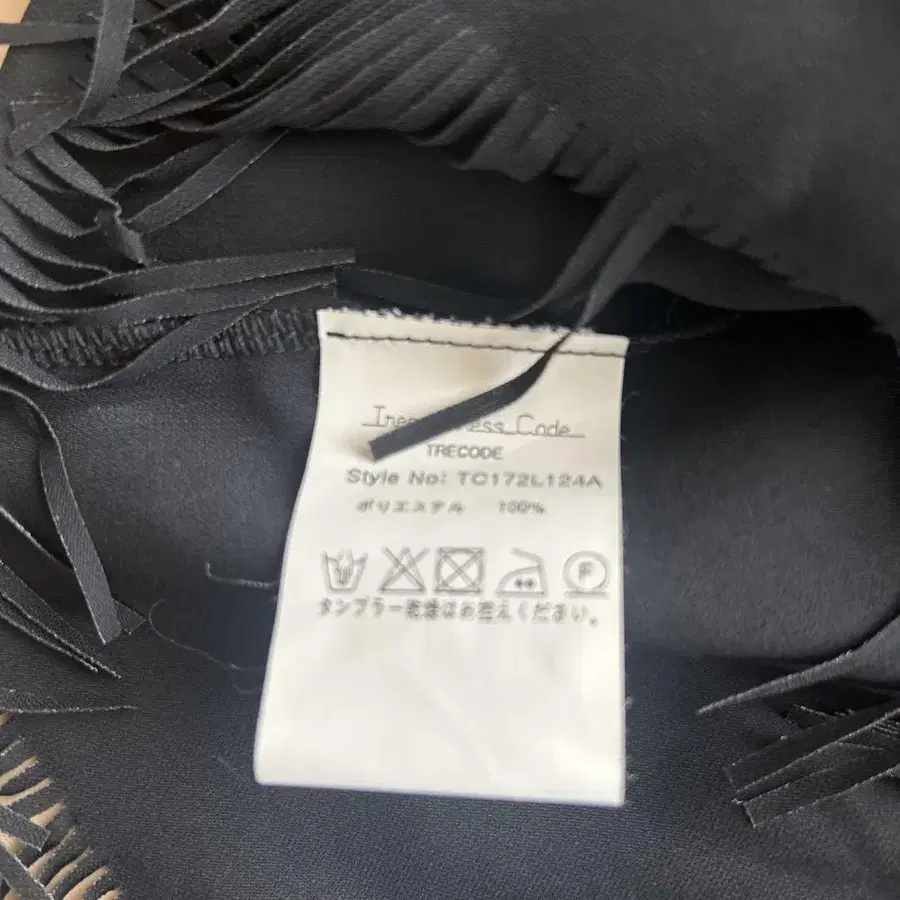 Code
TRECODE
Style No: TC172L124A
ポリエステル 100%
F
タンブラー乾燥はお控えください。